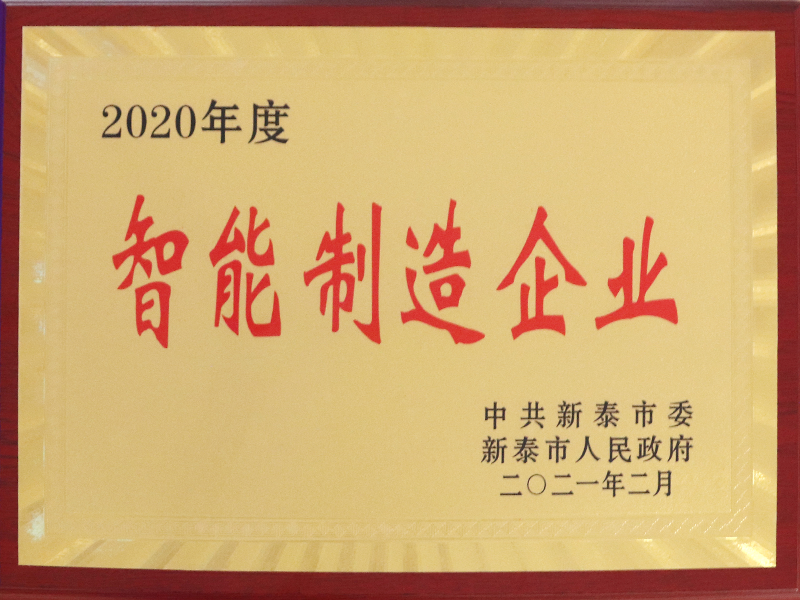 2020年度
智能制造企业
中共新泰市委
新泰市人民政府
二〇二一年二月